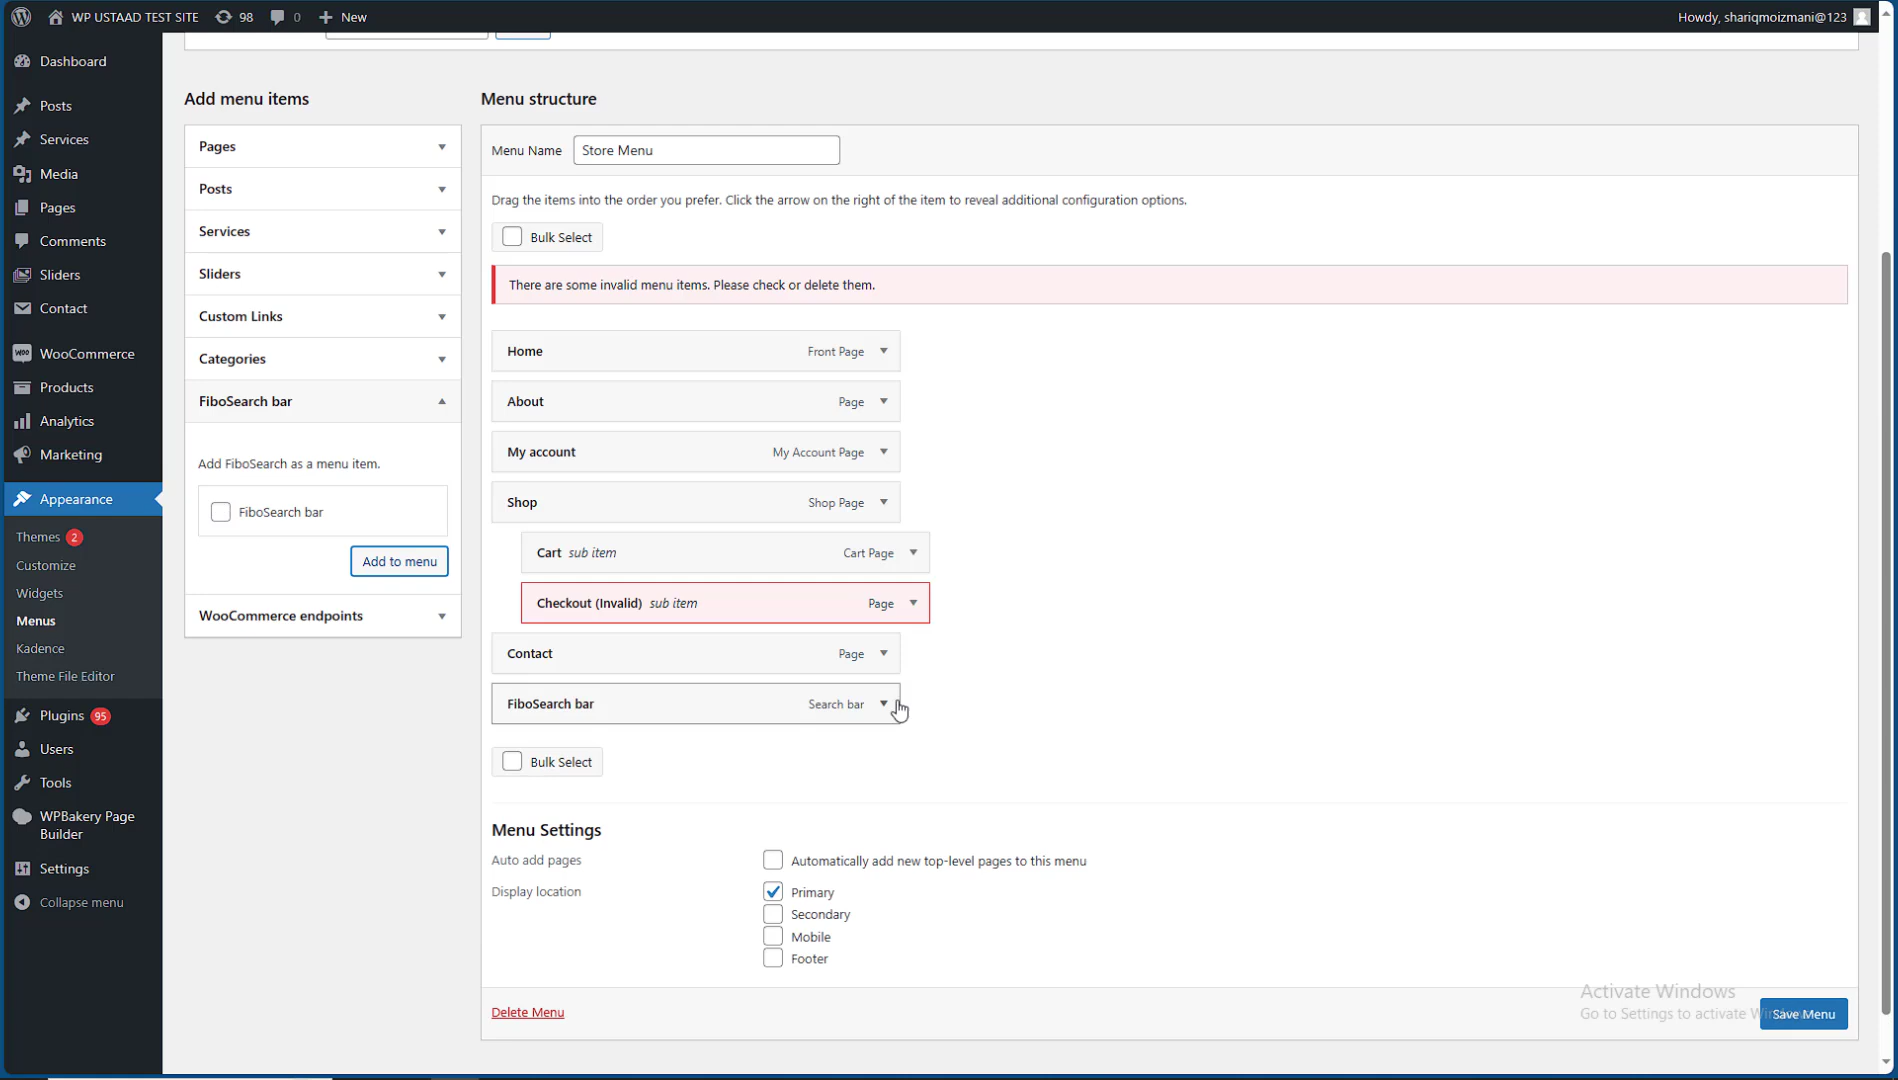 WP USTAAD TEST SITE 98 0 New
Howdy, shariqmoizmani@123
Dashboard
Posts
Services
Media
Pages
Comments
Sliders
Contact
WooCommerce
Products
Analytics
Marketing
Appearance
Themes 2
Customize
Widgets
Menus
Kadence
Theme File Editor
Plugins 95
Users
Tools
WPBakery Page
Builder
Settings
Collapse menu
Add menu items
Pages
Posts
Services
Sliders
Custom Links
Categories
FiboSearch bar
Add FiboSearch as a menu item.
FiboSearch bar
Add to menu
WooCommerce endpoints
Menu structure
Menu Name Store Menu
Drag the items into the order you prefer. Click the arrow on the right of the item to reveal additional configuration options.
Bulk Select
There are some invalid menu items. Please check or delete them.
Home Front Page
About Page
My account My Account Page
Shop Shop Page
Cart sub item Cart Page
Checkout (Invalid) sub item Page
Contact Page
FiboSearch bar Search bar
Bulk Select
Menu Settings
Auto add pages Automatically add new top-level pages to this menu
Display location Primary
Secondary
Mobile
Footer
Delete Menu
Save Menu
Activate Windows
Go to Settings to activate